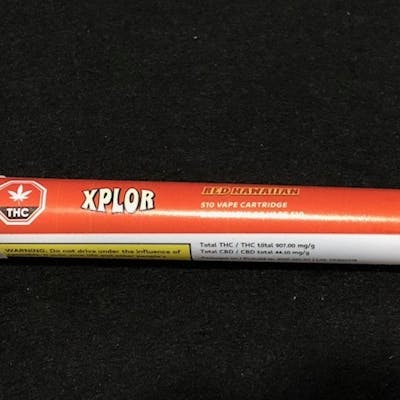 THC
XPLOR
RED HAWAIIAN
510 VAPE CARTRIDGE
WARNING: Do not drive under the influence of
Total THC / THC total 907.00 mg/g
Total CBD / CBD total 44.10 mg/g